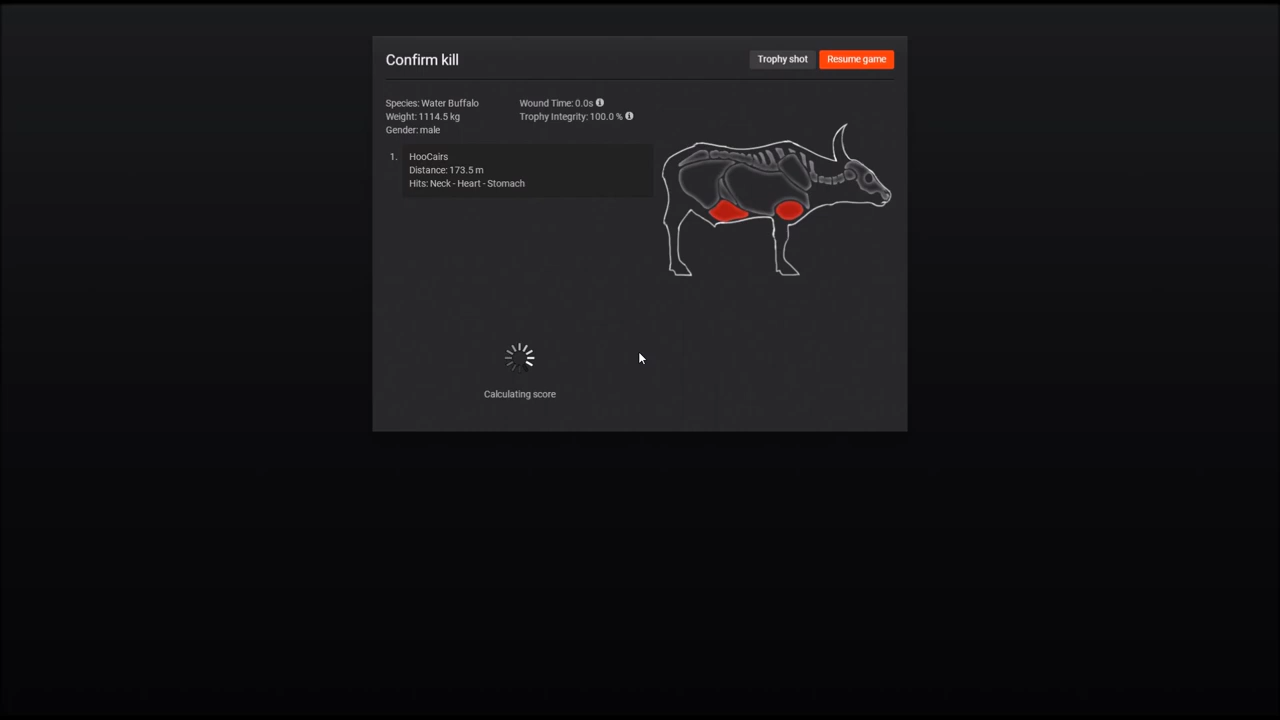 Confirm kill
Trophy shot
Resume game
Species: Water Buffalo
Weight: 1114.5 kg
Gender: male
Wound Time: 0.0s
Trophy Integrity: 100.0 %
1.
HooCairs
Distance: 173.5 m
Hits: Neck - Heart - Stomach
Calculating score